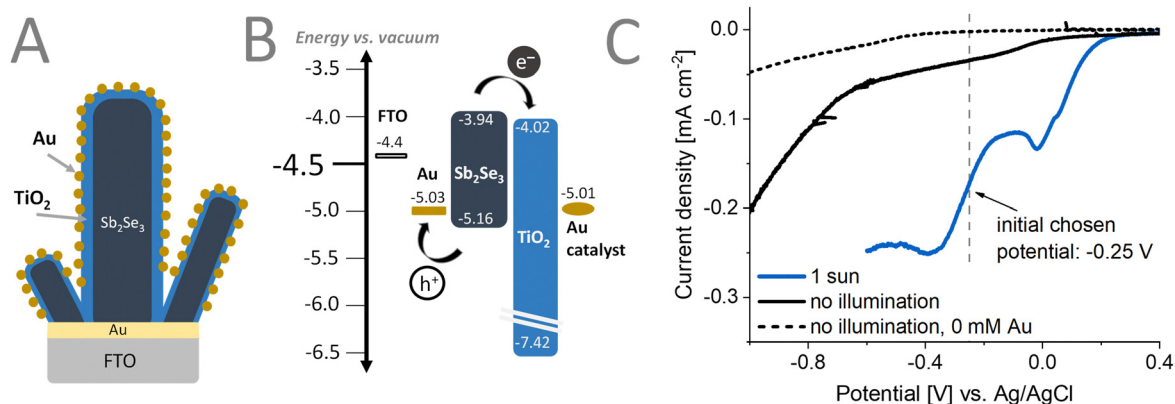 A
Au
TiO₂
Sb₂Se₃
Au
FTO
B
Energy vs. vacuum
-3.5
-4.0
-4.5
-5.0
-5.5
-6.0
-6.5
FTO
-4.4
Au
-5.03
-3.94
Sb₂Se₃
-5.16
e⁻
h⁺
-4.02
TiO₂
-7.42
-5.01
Au
catalyst
C
Current density [mA cm⁻²]
0.0
-0.1
-0.2
-0.3
initial chosen
potential: -0.25 V
1 sun
no illumination
no illumination, 0 mM Au
-0.8
-0.4
0.0
0.4
Potential [V] vs. Ag/AgCl